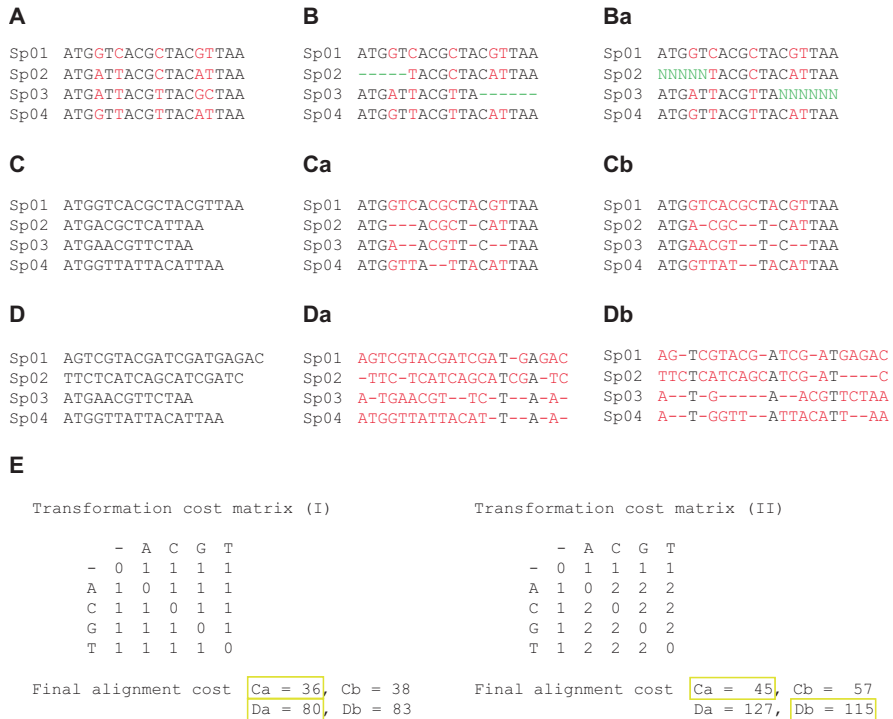 A
Sp01 ATGGTCACGCTACGTTAA
Sp02 ATGATTACGCTACATTAA
Sp03 ATGATTACGTTACGCTAA
Sp04 ATGGTTACGTTACATTAA
B
Sp01 ATGGTCACGCTACGTTAA
Sp02 -----TACGCTACATTAA
Sp03 ATGATTACGTTA------
Sp04 ATGGTTACGTTACATTAA
Ba
Sp01 ATGGTCACGCTACGTTAA
Sp02 NNNNNTACGCTACATTAA
Sp03 ATGATTACGTTANNNNNN
Sp04 ATGGTTACGTTACATTAA
C
Sp01 ATGGTCACGCTACGTTAA
Sp02 ATGACGCTCATTAA
Sp03 ATGAACGTTCTAA
Sp04 ATGGTTATTACATTAA
Ca
Sp01 ATGGTCACGCTACGTTAA
Sp02 ATG---ACGCT-CATTAA
Sp03 ATGA--ACGTT-C--TAA
Sp04 ATGGTTA--TTACATTAA
Cb
Sp01 ATGGTCACGCTACGTTAA
Sp02 ATGA-CGC--T-CATTAA
Sp03 ATGAACGT--T-C--TAA
Sp04 ATGGTTAT--TACATTAA
D
Sp01 AGTCGTACGATCGATGAGAC
Sp02 TTCTCATCAGCATCGATC
Sp03 ATGAACGTTCTAA
Sp04 ATGGTTATTACATTAA
Da
Sp01 AGTCGTACGATCGAT-GAGAC
Sp02 -TTC-TCATCAGCATCGA-TC
Sp03 A-TGAACGT--TC-T--A-A-
Sp04 ATGGTTATTACAT-T--A-A-
Db
Sp01 AG-TCGTACG-ATCG-ATGAGAC
Sp02 TTCTCATCAGCATCG-AT----C
Sp03 A--T-G-----A--ACGTTCTAA
Sp04 A--T-GGTT--ATTACATT--AA
E
Transformation cost matrix (I)
- A C G T
- 0 1 1 1 1
A 1 0 1 1 1
C 1 1 0 1 1
G 1 1 1 0 1
T 1 1 1 1 0
Final alignment cost Ca = 36, Cb = 38
Da = 80, Db = 83
Transformation cost matrix (II)
- A C G T
- 0 1 1 1 1
A 1 0 2 2 2
C 1 2 0 2 2
G 1 2 2 0 2
T 1 2 2 2 0
Final alignment cost Ca = 45, Cb = 57
Da = 127, Db = 115